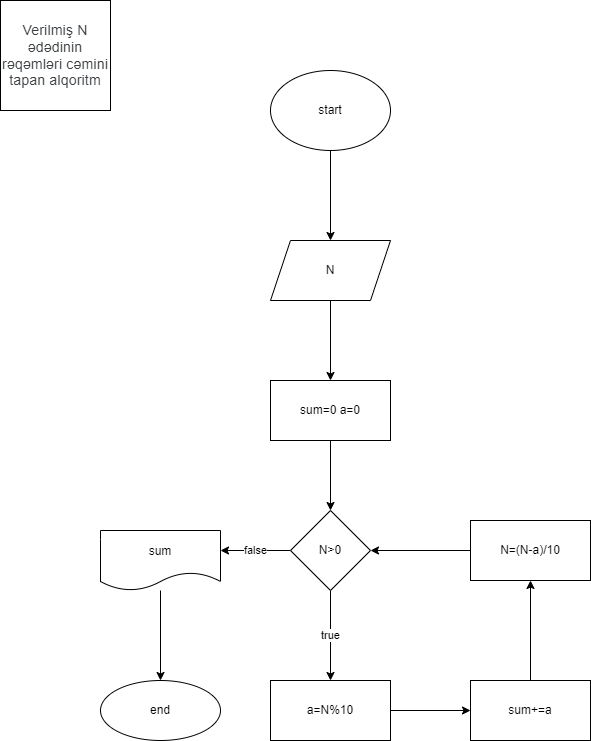 Verilmiş N
ədədinin
rəqəmləri cəmini
tapan alqoritm
start
N
sum=0 a=0
N>0
false
sum
end
true
a=N%10
sum+=a
N=(N-a)/10